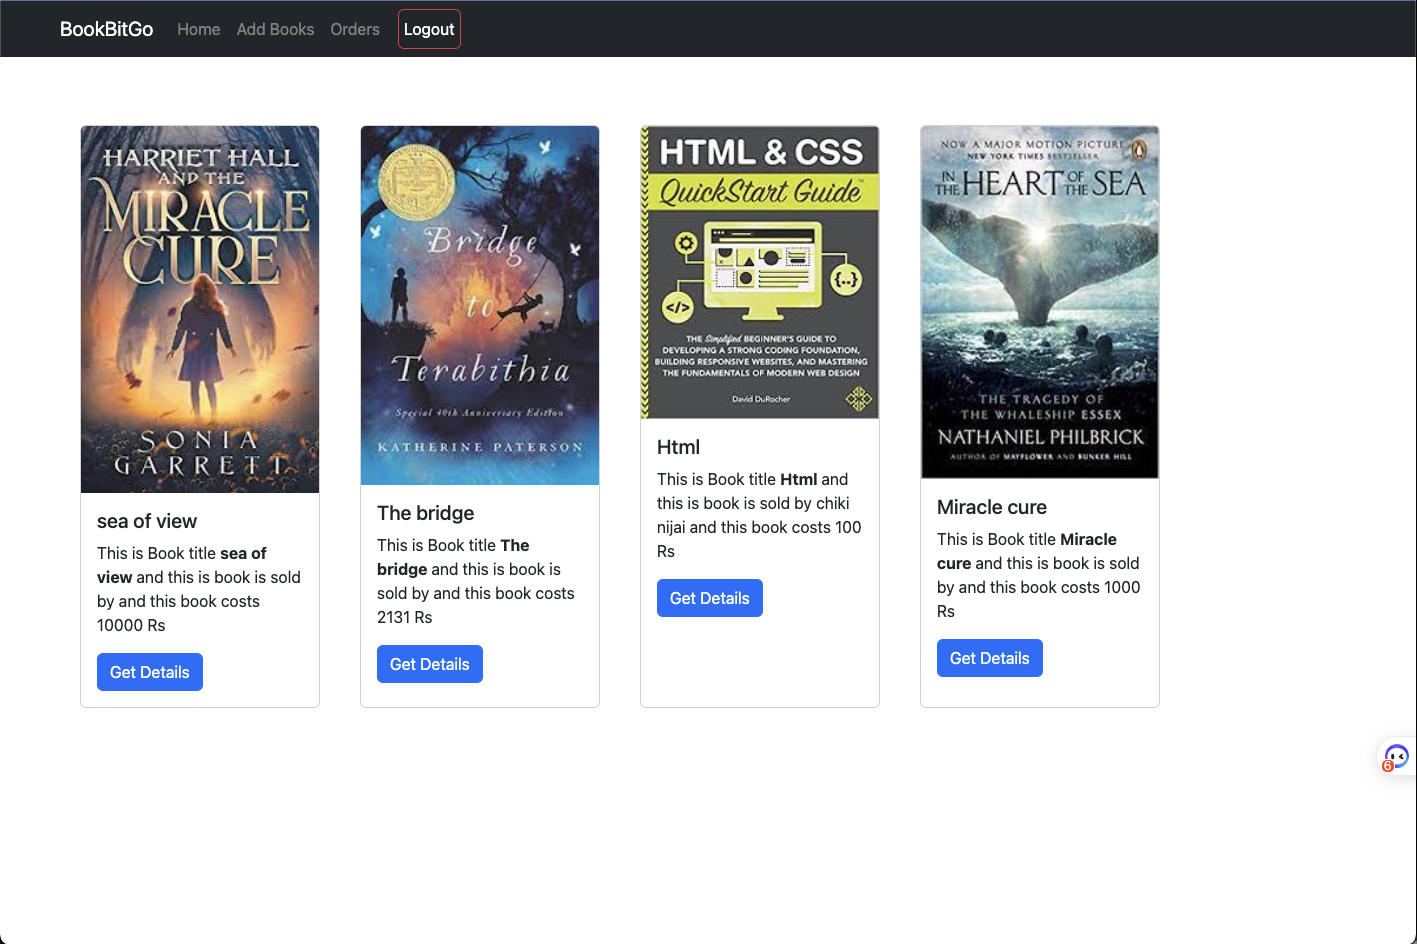 BookBitGo Home Add Books Orders Logout
HARRIET HALL
AND THE
MIRACLE
CURE
SONIA
GARRETT
sea of view
This is Book title sea of
view and this is book is sold
by and this book costs
10000 Rs
Get Details
Bridge
to
Terabithia
Special 40th Anniversary Edition
KATHERINE PATERSON
The bridge
This is Book title The
bridge and this is book is
sold by and this book costs
2131 Rs
Get Details
HTML & CSS
QuickStart Guide™
</>
{..}
THE Simplified BEGINNER'S GUIDE TO
DEVELOPING A STRONG CODING FOUNDATION,
BUILDING RESPONSIVE WEBSITES, AND MASTERING
THE FUNDAMENTALS OF MODERN WEB DESIGN
David DuRocher
Html
This is Book title Html and
this is book is sold by chiki
nijai and this book costs 100
Rs
Get Details
NOW A MAJOR MOTION PICTURE
NEW YORK TIMES BESTSELLER
IN THE HEART OF THE SEA
THE TRAGEDY OF
THE WHALESHIP ESSEX
NATHANIEL PHILBRICK
AUTHOR OF MAYFLOWER AND BUNKER HILL
Miracle cure
This is Book title Miracle
cure and this is book is sold
by and this book costs 1000
Rs
Get Details
6